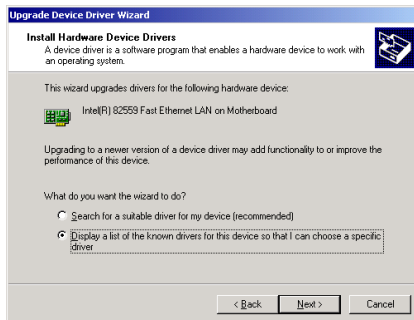 Upgrade Device Driver Wizard
Install Hardware Device Drivers
A device driver is a software program that enables a hardware device to work with
an operating system.
This wizard upgrades drivers for the following hardware device:
Intel(R) 82559 Fast Ethernet LAN on Motherboard
Upgrading to a newer version of a device driver may add functionality to or improve the
performance of this device.
What do you want the wizard to do?
Search for a suitable driver for my device (recommended)
Display a list of the known drivers for this device so that I can choose a specific
driver
< Back
Next >
Cancel